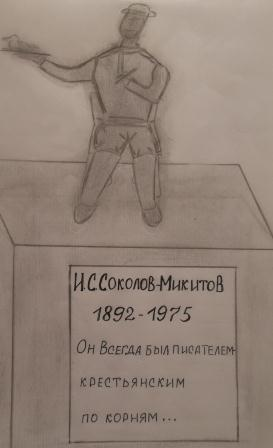 И.С.Соколов-Микитов
1892-1975
Он Всегда был писателем-
крестьянским
по корням...